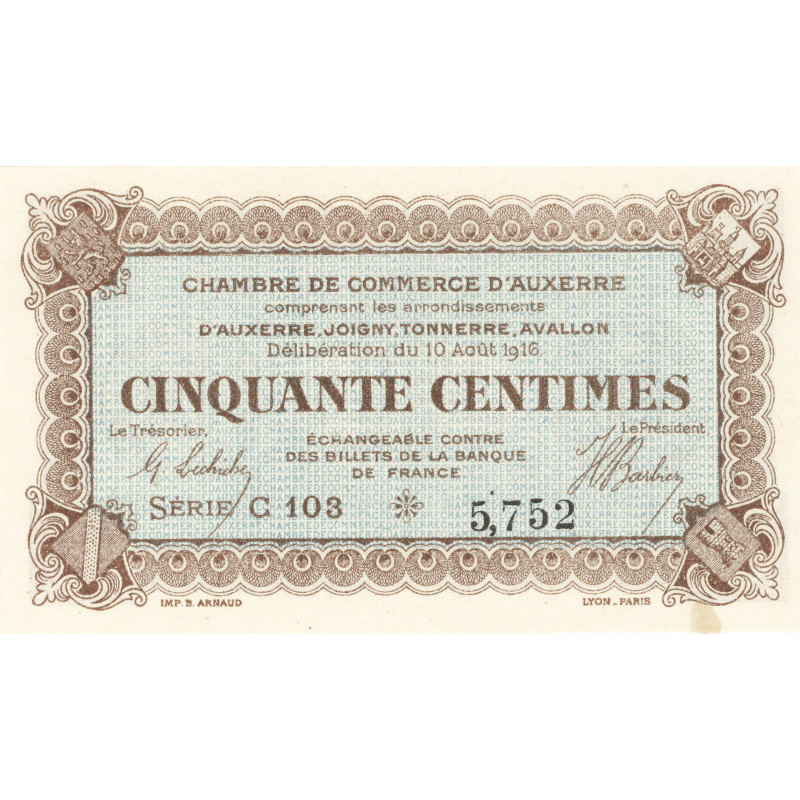 CHAMBRE DE COMMERCE D'AUXERRE
comprenant les arrondissements
D'AUXERRE, JOIGNY, TONNERRE, AVALLON
Délibération du 10 Août 1916
CINQUANTE CENTIMES
Le Trésorier,
Le Président
ÉCHANGEABLE CONTRE
DES BILLETS DE LA BANQUE
DE FRANCE
SÉRIE C 103
5,752
IMP. B. ARNAUD
LYON - PARIS